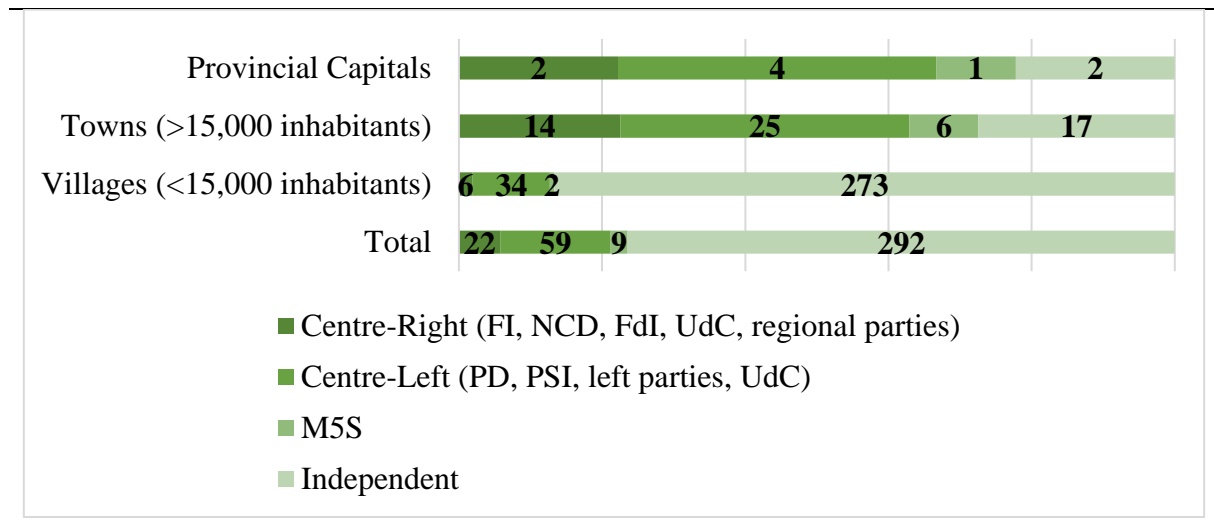 Provincial Capitals 2 4 1 2
Towns (>15,000 inhabitants) 14 25 6 17
Villages (<15,000 inhabitants) 6 34 2 273
Total 22 59 9 292
Centre-Right (FI, NCD, FdI, UdC, regional parties)
Centre-Left (PD, PSI, left parties, UdC)
M5S
Independent